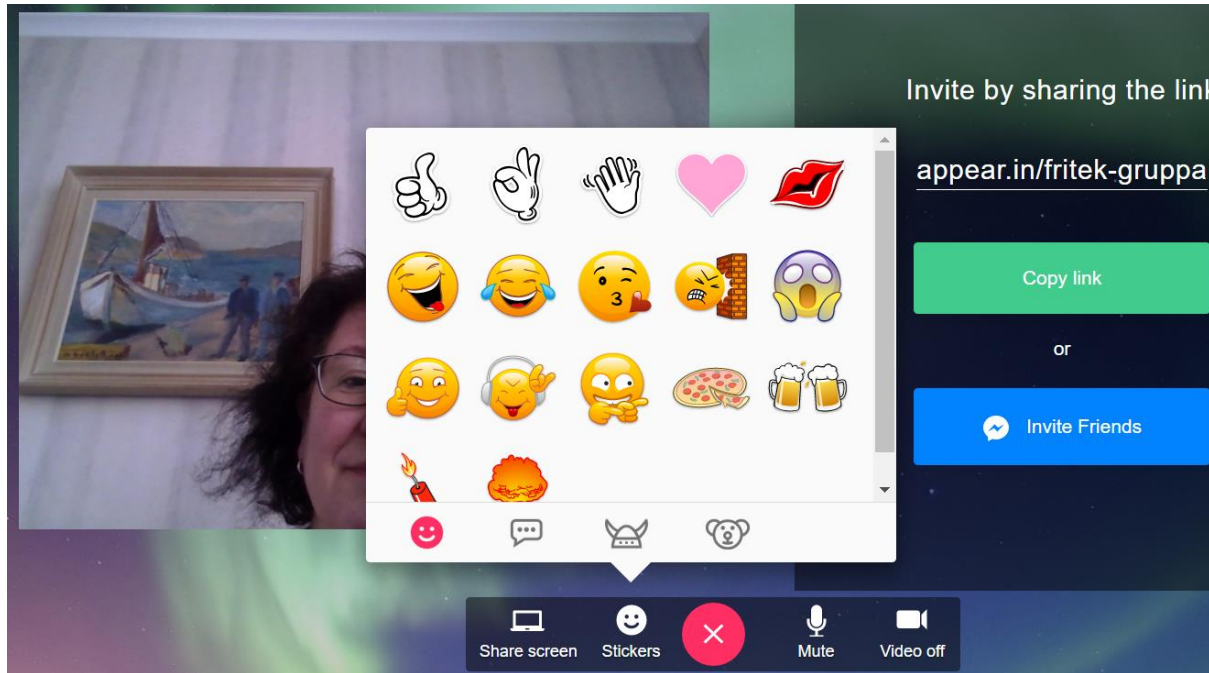 Invite by sharing the link
appear.in/fritek-gruppa
Copy link
or
Invite Friends
Share screen
Stickers
Mute
Video off